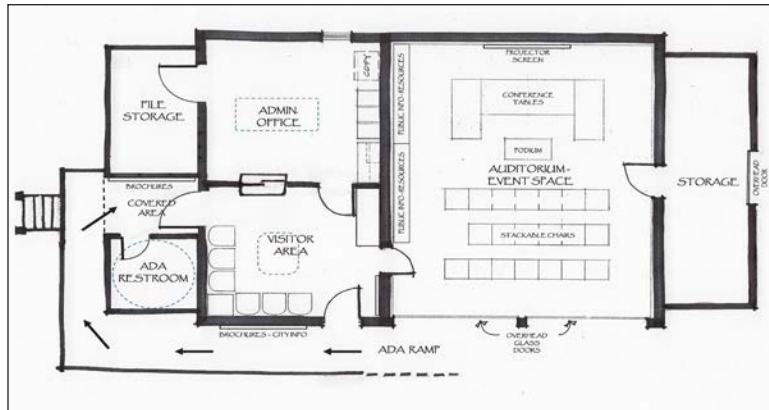 PROJECTOR
SCREEN
COPY
PUBLIC INFO-RESOURCES
CONFERENCE
TABLES
FILE
STORAGE
ADMIN
OFFICE
PODIUM
PUBLIC INFO-RESOURCES
AUDITORIUM-
EVENT SPACE
STORAGE
OVERHEAD
DOOR
BROCHURES
COVERED
AREA
VISITOR
AREA
STACKABLE CHAIRS
ADA
RESTROOM
BROCHURES - CITY INFO
OVERHEAD
GLASS
DOORS
ADA RAMP